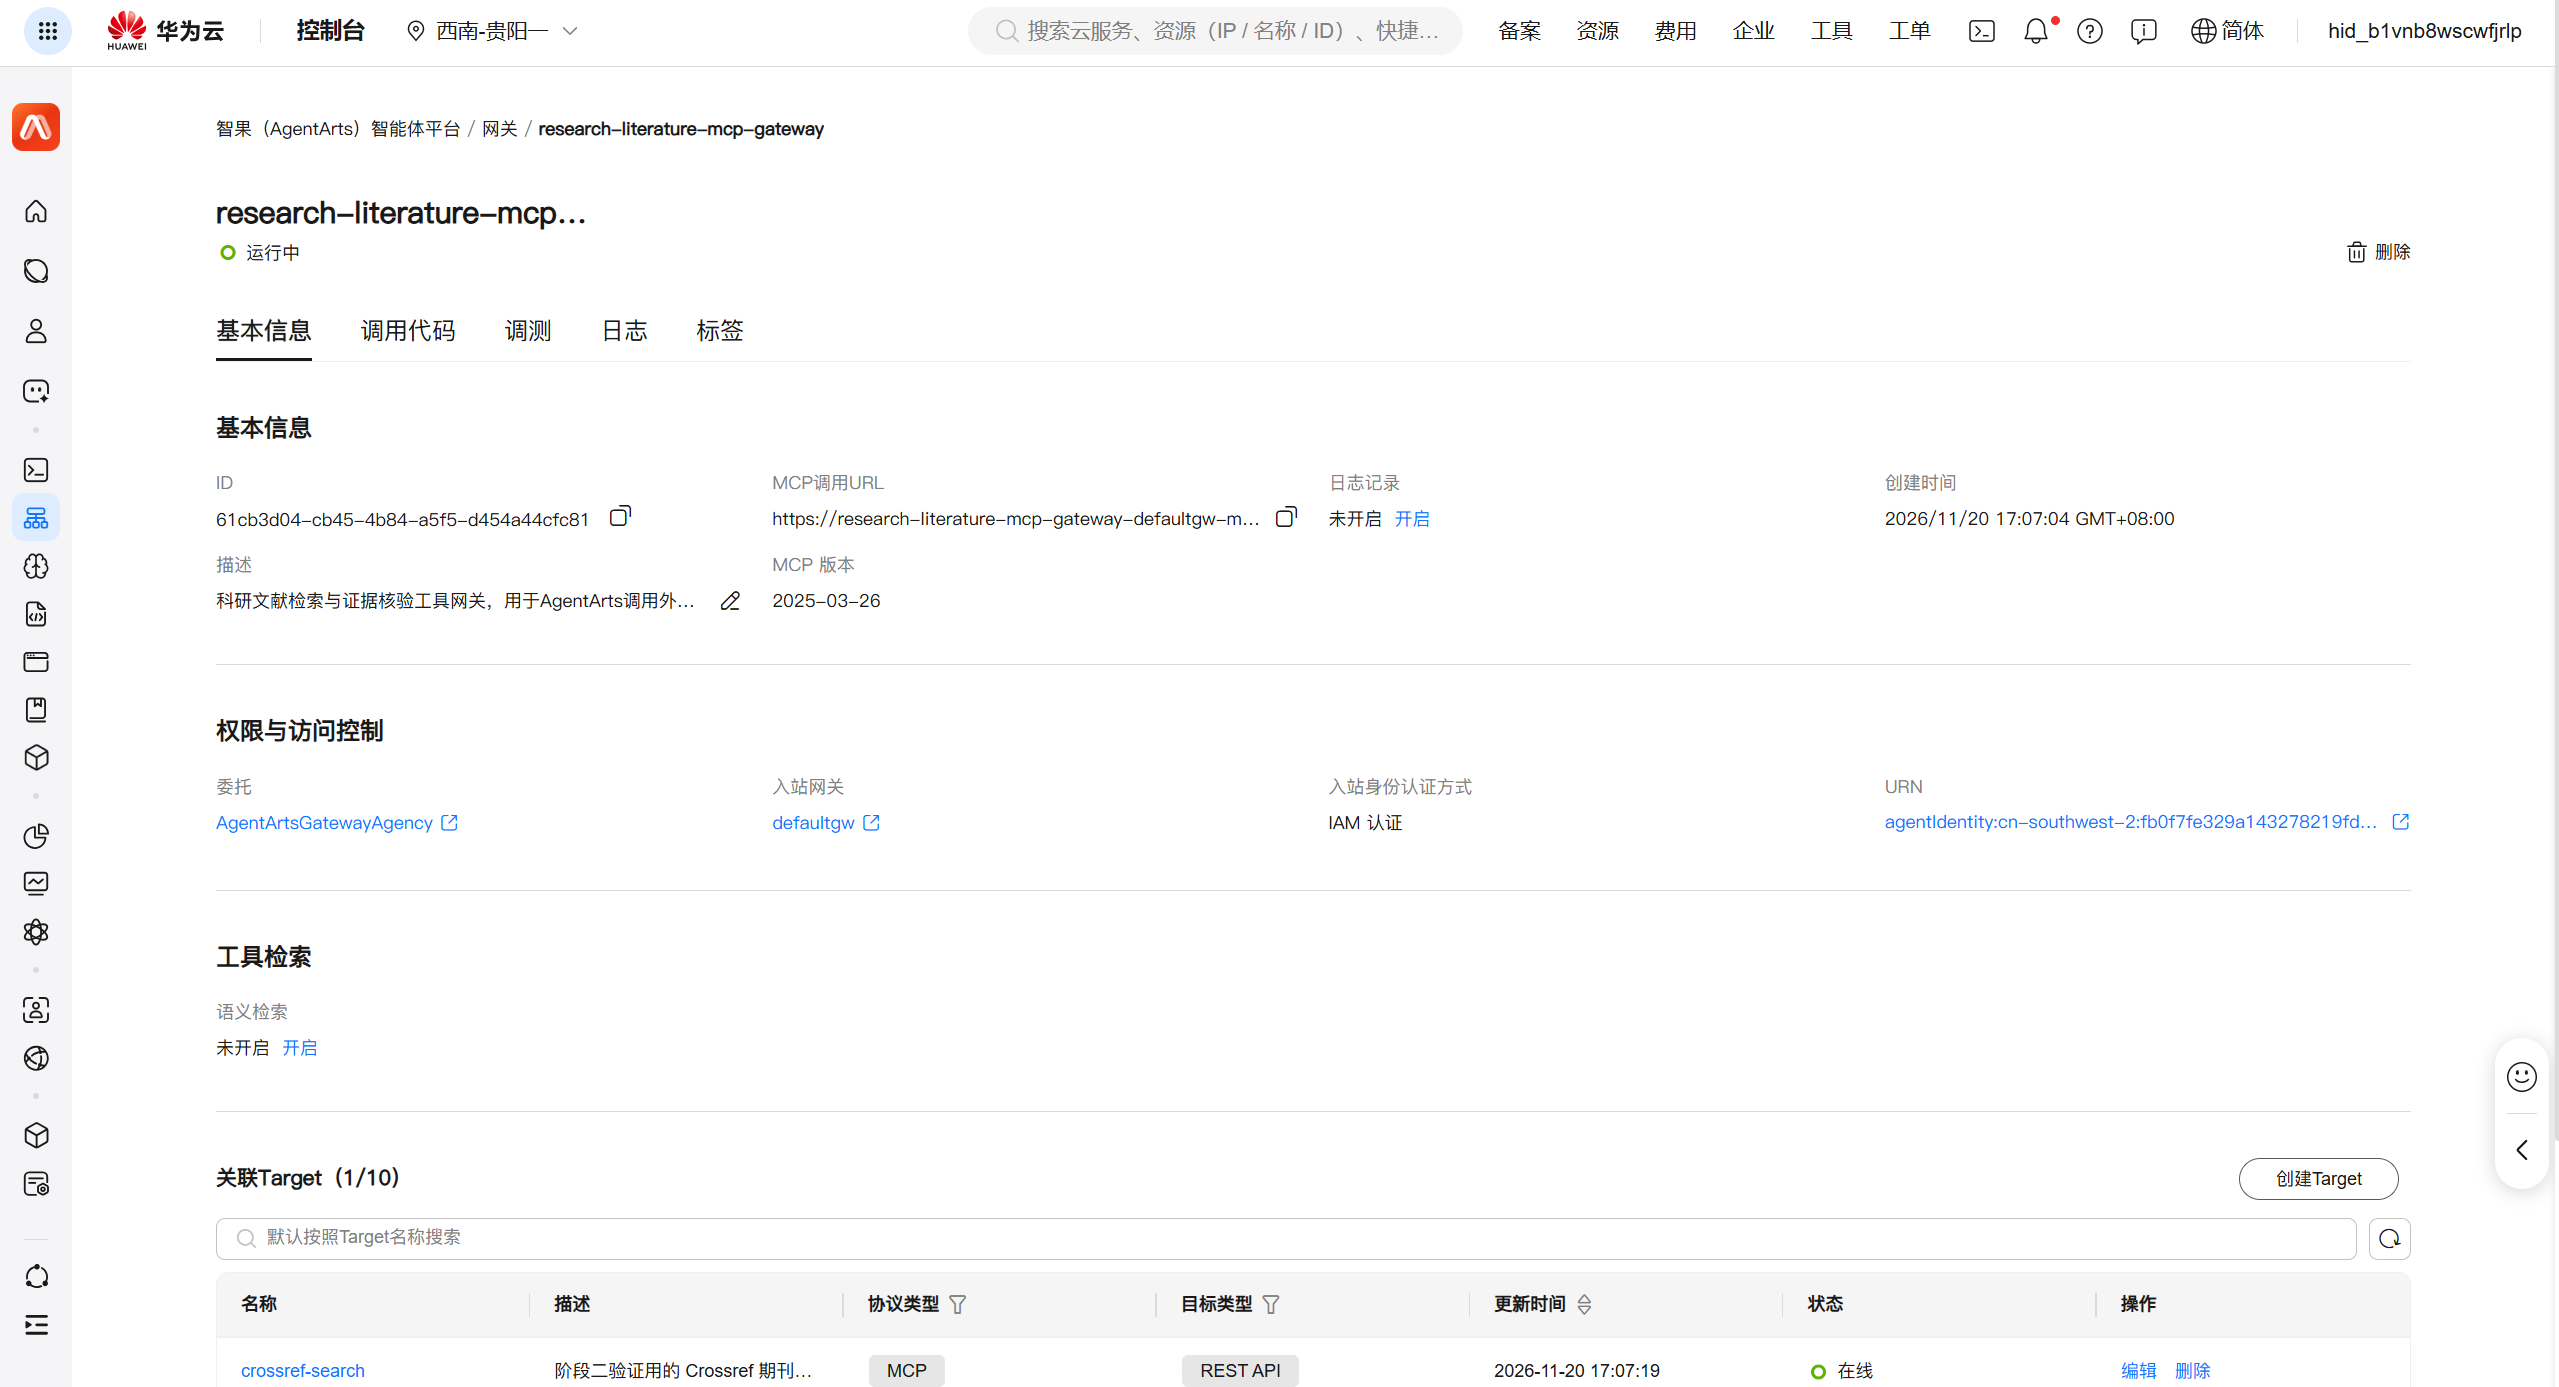 HUAWEI 华为云 控制台 西南-贵阳一 搜索云服务、资源（IP / 名称 / ID）、快捷... 备案 资源 费用 企业 工具 工单 简体 hid_b1vnb8wscwfjrlp
智果（AgentArts）智能体平台 / 网关 / research-literature-mcp-gateway
research-literature-mcp...
运行中 删除
基本信息 调用代码 调测 日志 标签
基本信息
ID MCP调用URL 日志记录 创建时间
61cb3d04-cb45-4b84-a5f5-d454a44cfc81 https://research-literature-mcp-gateway-defaultgw-m... 未开启 开启 2026/11/20 17:07:04 GMT+08:00
描述 MCP 版本
科研文献检索与证据核验工具网关，用于AgentArts调用外... 2025-03-26
权限与访问控制
委托 入站网关 入站身份认证方式 URN
AgentArtsGatewayAgency defaultgw IAM 认证 agentIdentity:cn-southwest-2:fb0f7fe329a143278219fd...
工具检索
语义检索
未开启 开启
关联Target（1/10） 创建Target
默认按照Target名称搜索
名称 描述 协议类型 目标类型 更新时间 状态 操作
crossref-search 阶段二验证用的 Crossref 期刊... MCP REST API 2026-11-20 17:07:19 在线 编辑 删除